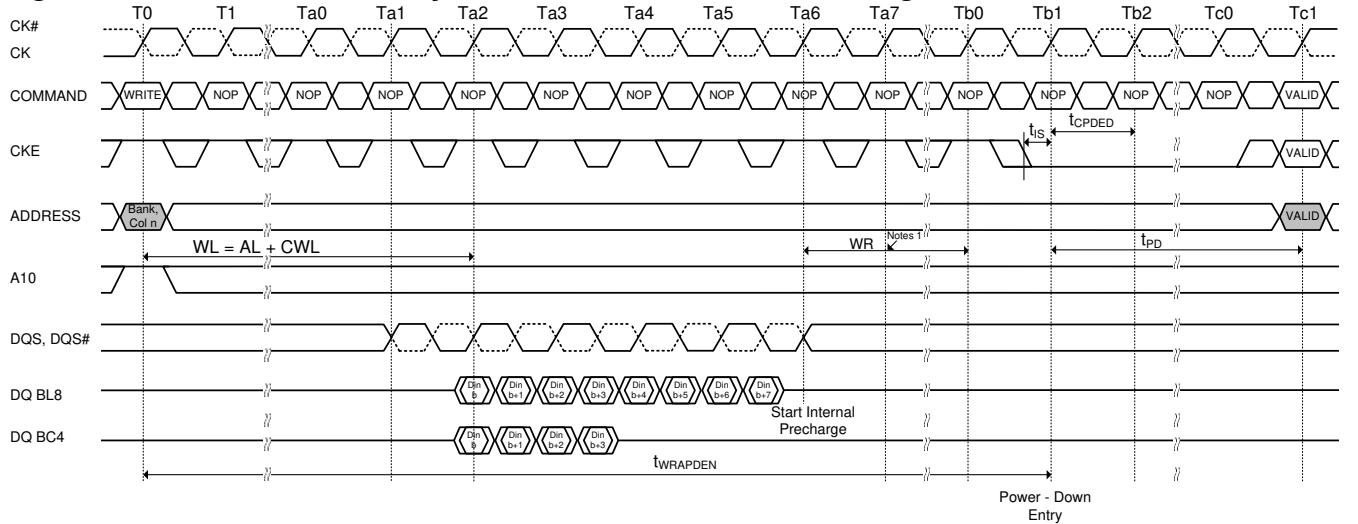 T0 T1 Ta0 Ta1 Ta2 Ta3 Ta4 Ta5 Ta6 Ta7 Tb0 Tb1 Tb2 Tc0 Tc1
CK#
CK
COMMAND WRITE NOP NOP NOP NOP NOP NOP NOP NOP NOP NOP NOP NOP NOP VALID
tIS tCPDED
CKE VALID
ADDRESS Bank, Col n VALID
WL = AL + CWL WR Notes 1 tPD
A10
DQS, DQS#
DQ BL8 Din b Din b+1 Din b+2 Din b+3 Din b+4 Din b+5 Din b+6 Din b+7
Start Internal
Precharge
DQ BC4 Din b Din b+1 Din b+2 Din b+3
tWRAPDEN
Power - Down
Entry